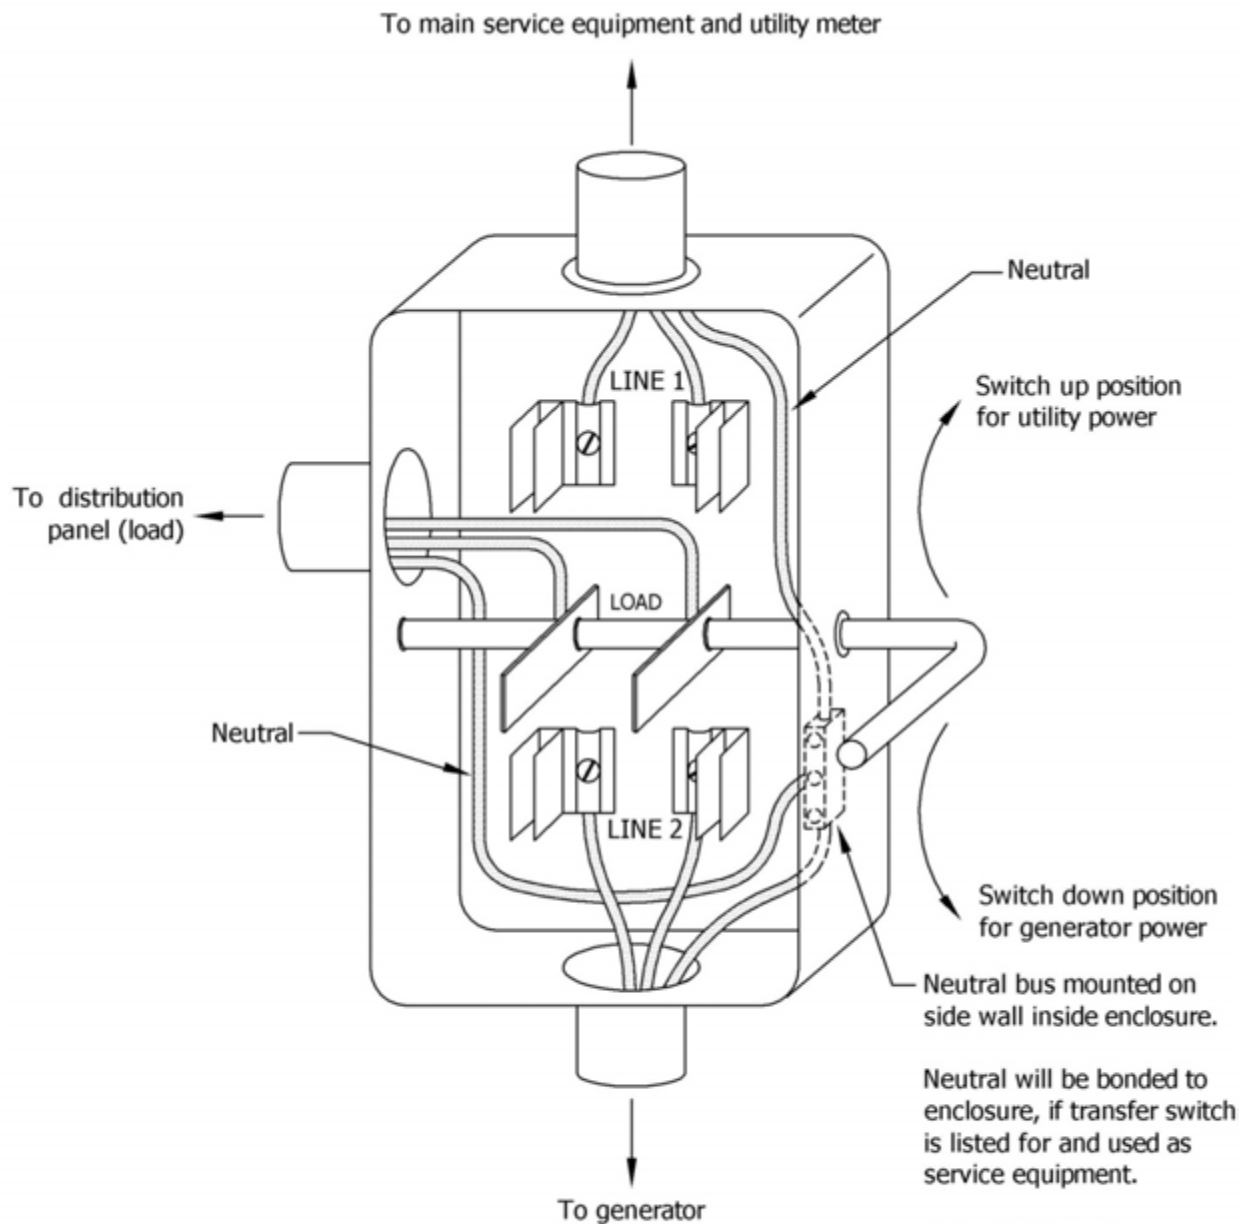 To main service equipment and utility meter
Neutral
LINE 1
Switch up position
for utility power
To distribution
panel (load)
LOAD
Neutral
LINE 2
Switch down position
for generator power
Neutral bus mounted on
side wall inside enclosure.
Neutral will be bonded to
enclosure, if transfer switch
is listed for and used as
service equipment.
To generator